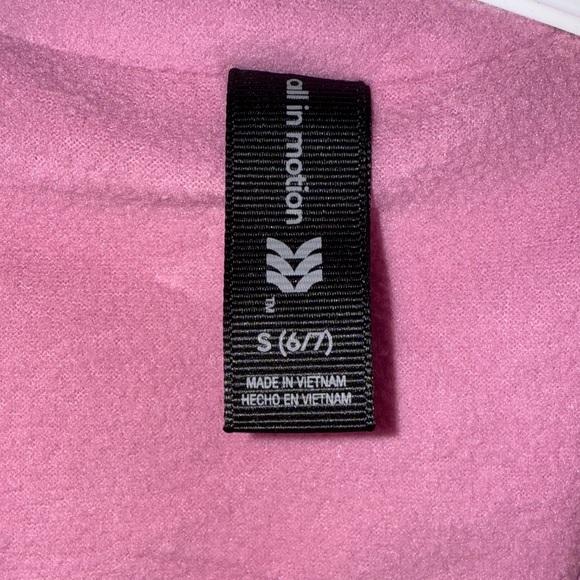 all in motion
TM
S (6/7)
MADE IN VIETNAM
HECHO EN VIETNAM